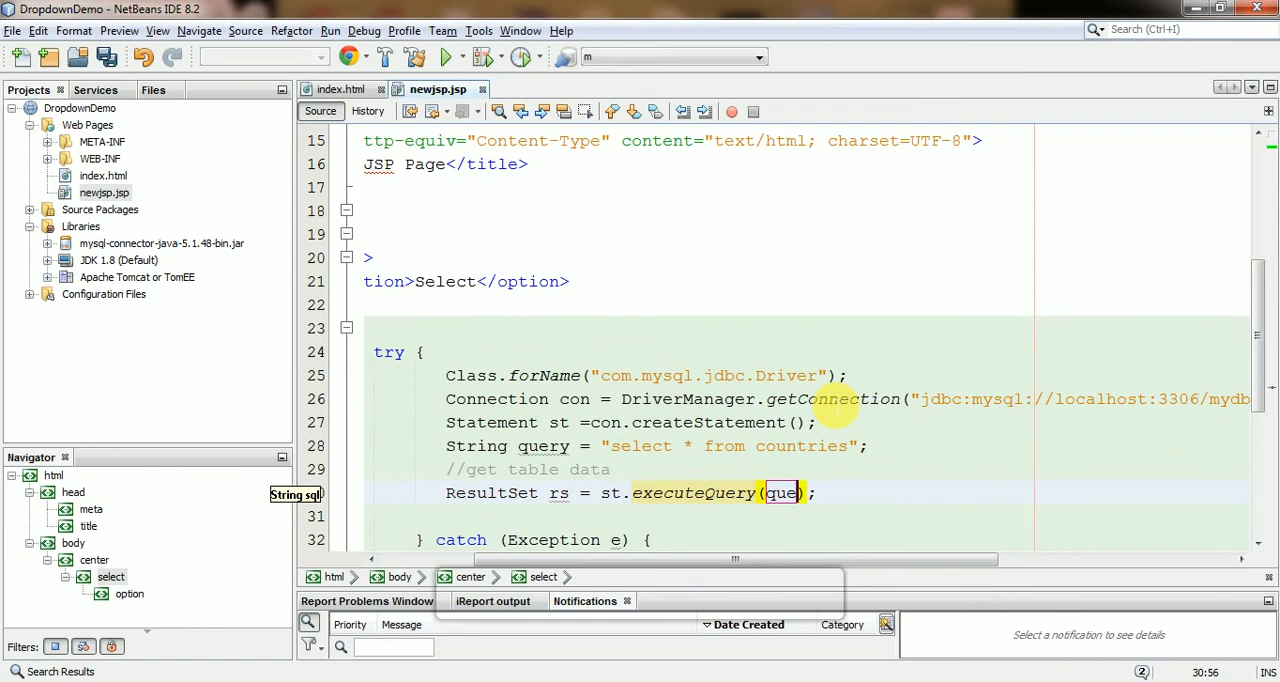 DropdownDemo - NetBeans IDE 8.2
File Edit Format Preview View Navigate Source Refactor Run Debug Profile Team Tools Window Help
Search (Ctrl+I)
m
Projects Services Files
index.html newjsp.jsp
Source History
DropdownDemo
Web Pages
META-INF
WEB-INF
index.html
newjsp.jsp
Source Packages
Libraries
mysql-connector-java-5.1.48-bin.jar
JDK 1.8 (Default)
Apache Tomcat or TomEE
Configuration Files
15 ttp-equiv="Content-Type" content="text/html; charset=UTF-8">
16 JSP Page</title>
17
18
19
20 >
21 tion>Select</option>
22
23
24 try {
25 Class.forName("com.mysql.jdbc.Driver");
26 Connection con = DriverManager.getConnection("jdbc:mysql://localhost:3306/mydb
27 Statement st =con.createStatement();
28 String query = "select * from countries";
29 //get table data
ResultSet rs = st.executeQuery(que);
31
32 } catch (Exception e) {
String sql
Navigator
html
head
meta
title
body
center
select
option
Filters:
html body center select
Report Problems Window iReport output Notifications
Priority Message Date Created Category
Select a notification to see details
Search Results
2 30:56 INS